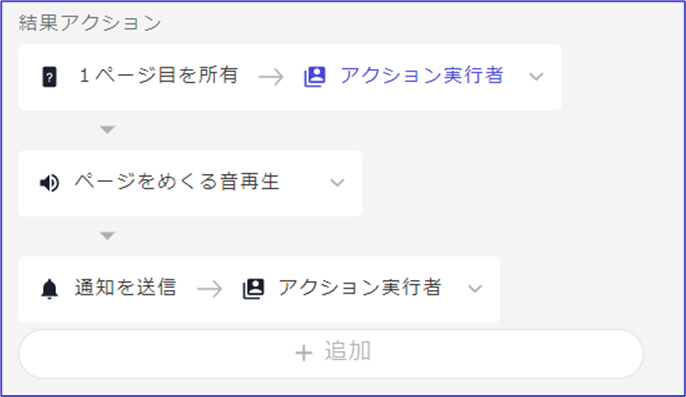 結果アクション
? 1ページ目を所有 → アクション実行者
ページをめくる音再生
通知を送信 → アクション実行者
+ 追加